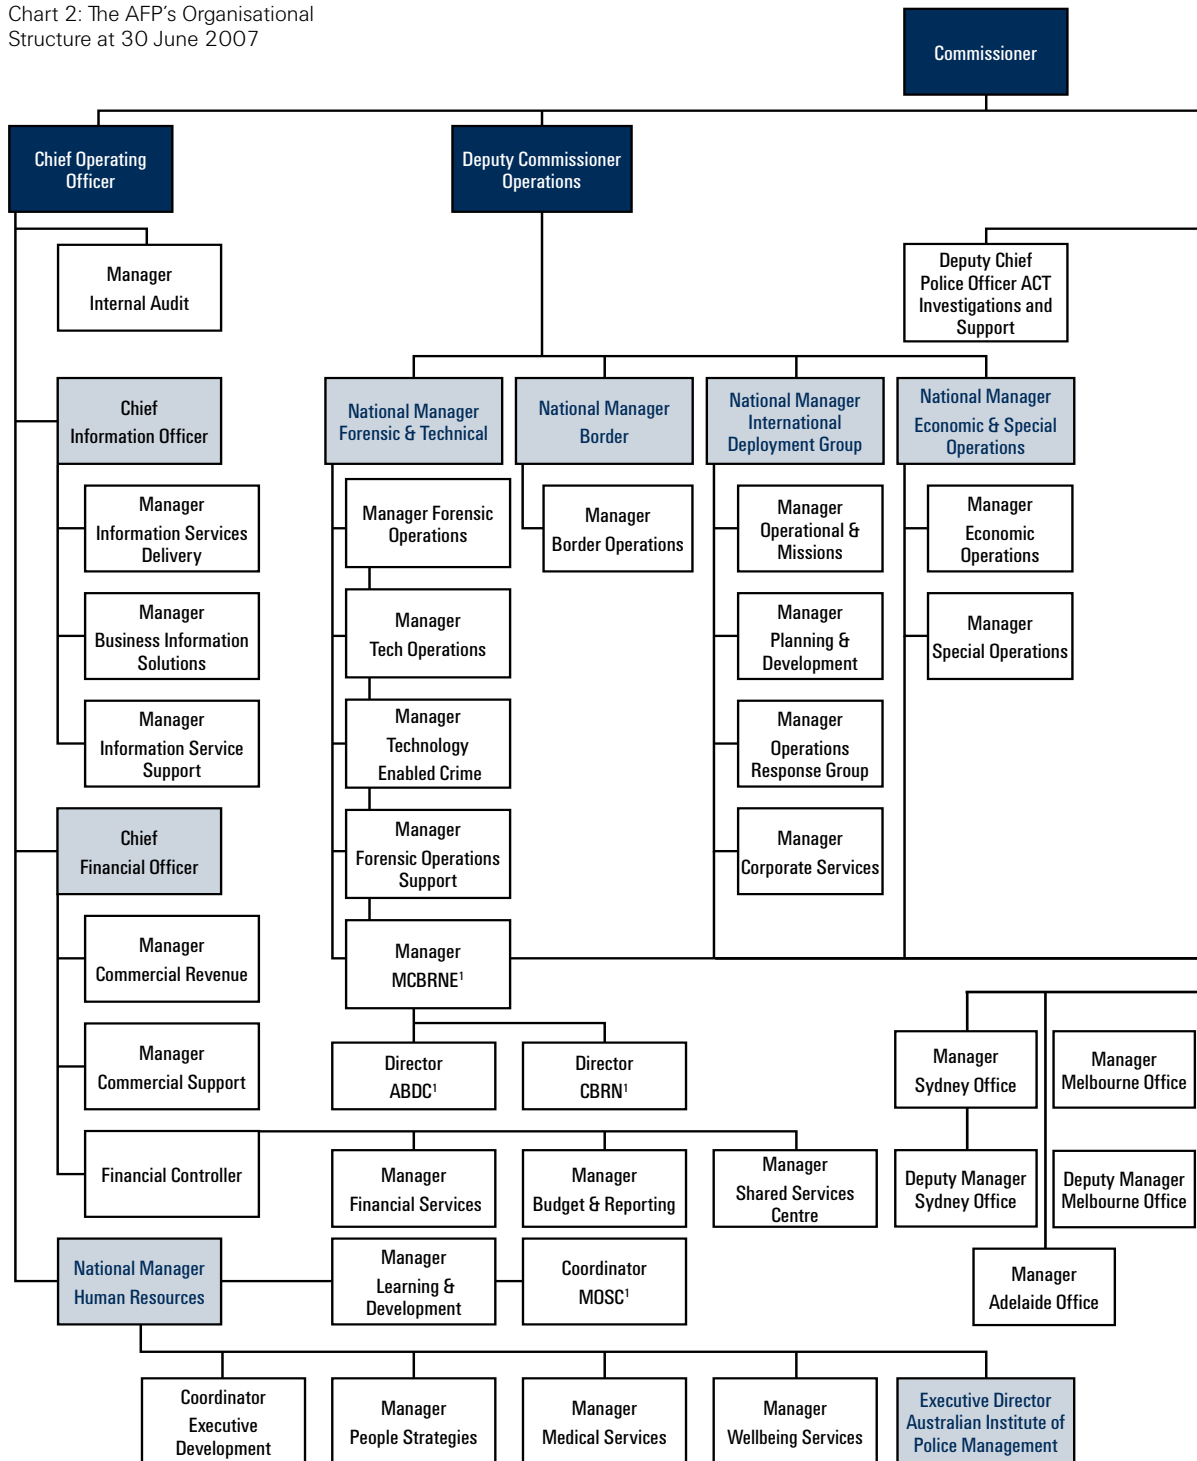 Chart 2: The AFP's Organisational
Structure at 30 June 2007
Commissioner
Chief Operating
Officer
Deputy Commissioner
Operations
Manager
Internal Audit
Deputy Chief
Police Officer ACT
Investigations and
Support
Chief
Information Officer
National Manager
Forensic & Technical
National Manager
Border
National Manager
International
Deployment Group
National Manager
Economic & Special
Operations
Manager
Information Services
Delivery
Manager Forensic
Operations
Manager
Border Operations
Manager
Operational &
Missions
Manager
Economic
Operations
Manager
Business Information
Solutions
Manager
Tech Operations
Manager
Planning &
Development
Manager
Special Operations
Manager
Information Service
Support
Manager
Technology
Enabled Crime
Manager
Operations
Response Group
Chief
Financial Officer
Manager
Forensic Operations
Support
Manager
Corporate Services
Manager
Commercial Revenue
Manager
MCBRNE¹
Manager
Commercial Support
Director
ABDC¹
Director
CBRN¹
Manager
Sydney Office
Manager
Melbourne Office
Financial Controller
Manager
Financial Services
Manager
Budget & Reporting
Manager
Shared Services
Centre
Deputy Manager
Sydney Office
Deputy Manager
Melbourne Office
National Manager
Human Resources
Manager
Learning &
Development
Coordinator
MOSC¹
Manager
Adelaide Office
Coordinator
Executive
Development
Manager
People Strategies
Manager
Medical Services
Manager
Wellbeing Services
Executive Director
Australian Institute of
Police Management